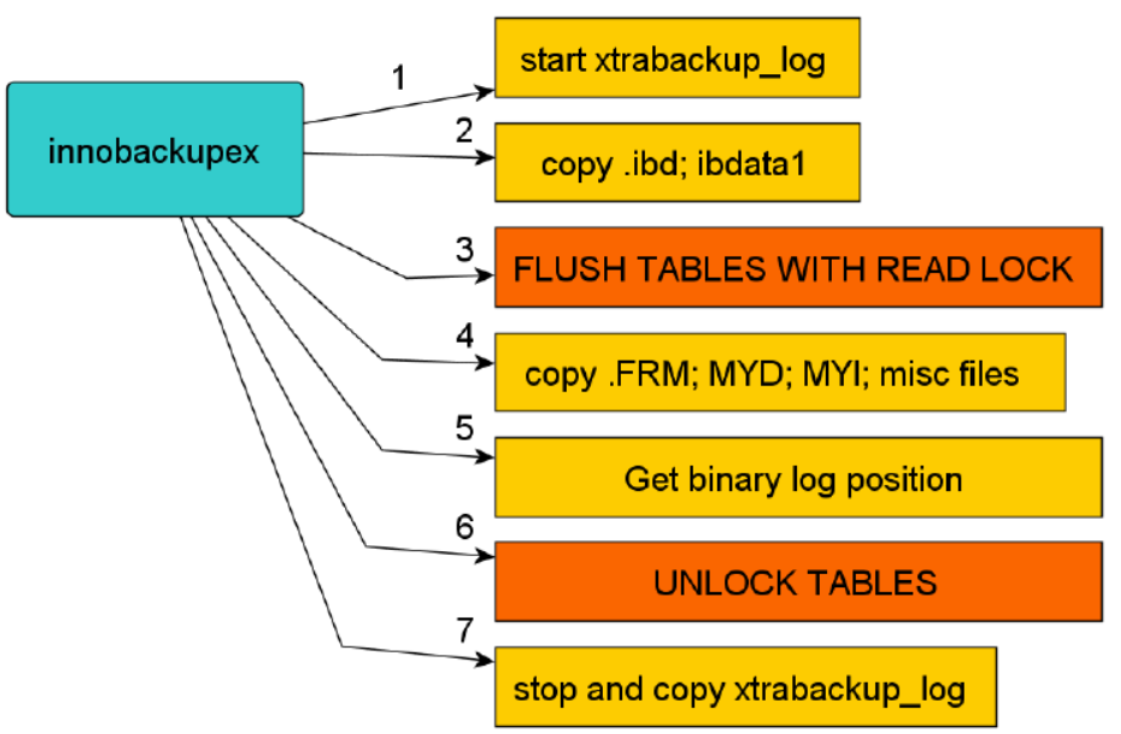 innobackupex
1
start xtrabackup_log
2
copy .ibd; ibdata1
3
FLUSH TABLES WITH READ LOCK
4
copy .FRM; MYD; MYI; misc files
5
Get binary log position
6
UNLOCK TABLES
7
stop and copy xtrabackup_log